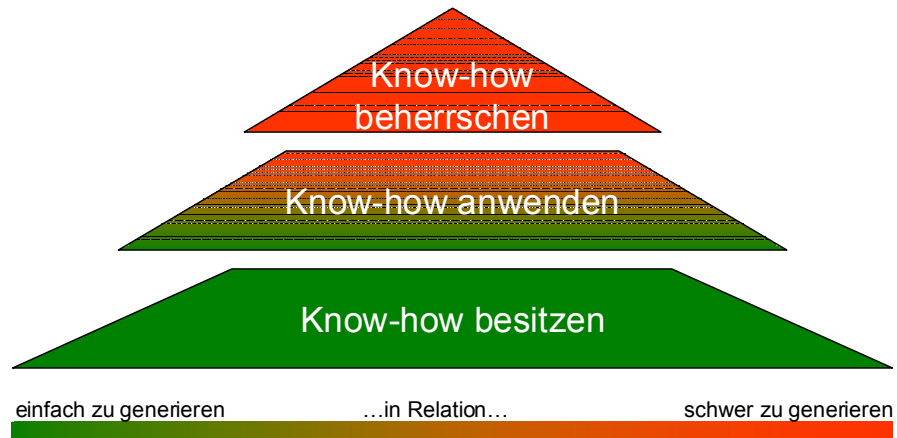 Know-how
beherrschen
Know-how anwenden
Know-how besitzen
einfach zu generieren …in Relation… schwer zu generieren